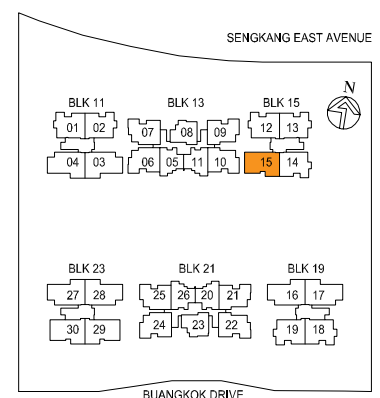 SENGKANG EAST AVENUE
N
BLK 11 BLK 13 BLK 15
01 02 07 08 09 12 13
04 03 06 05 11 10 15 14
BLK 23 BLK 21 BLK 19
27 28 25 26 20 21 16 17
30 29 24 23 22 19 18
BUANGKOK DRIVE